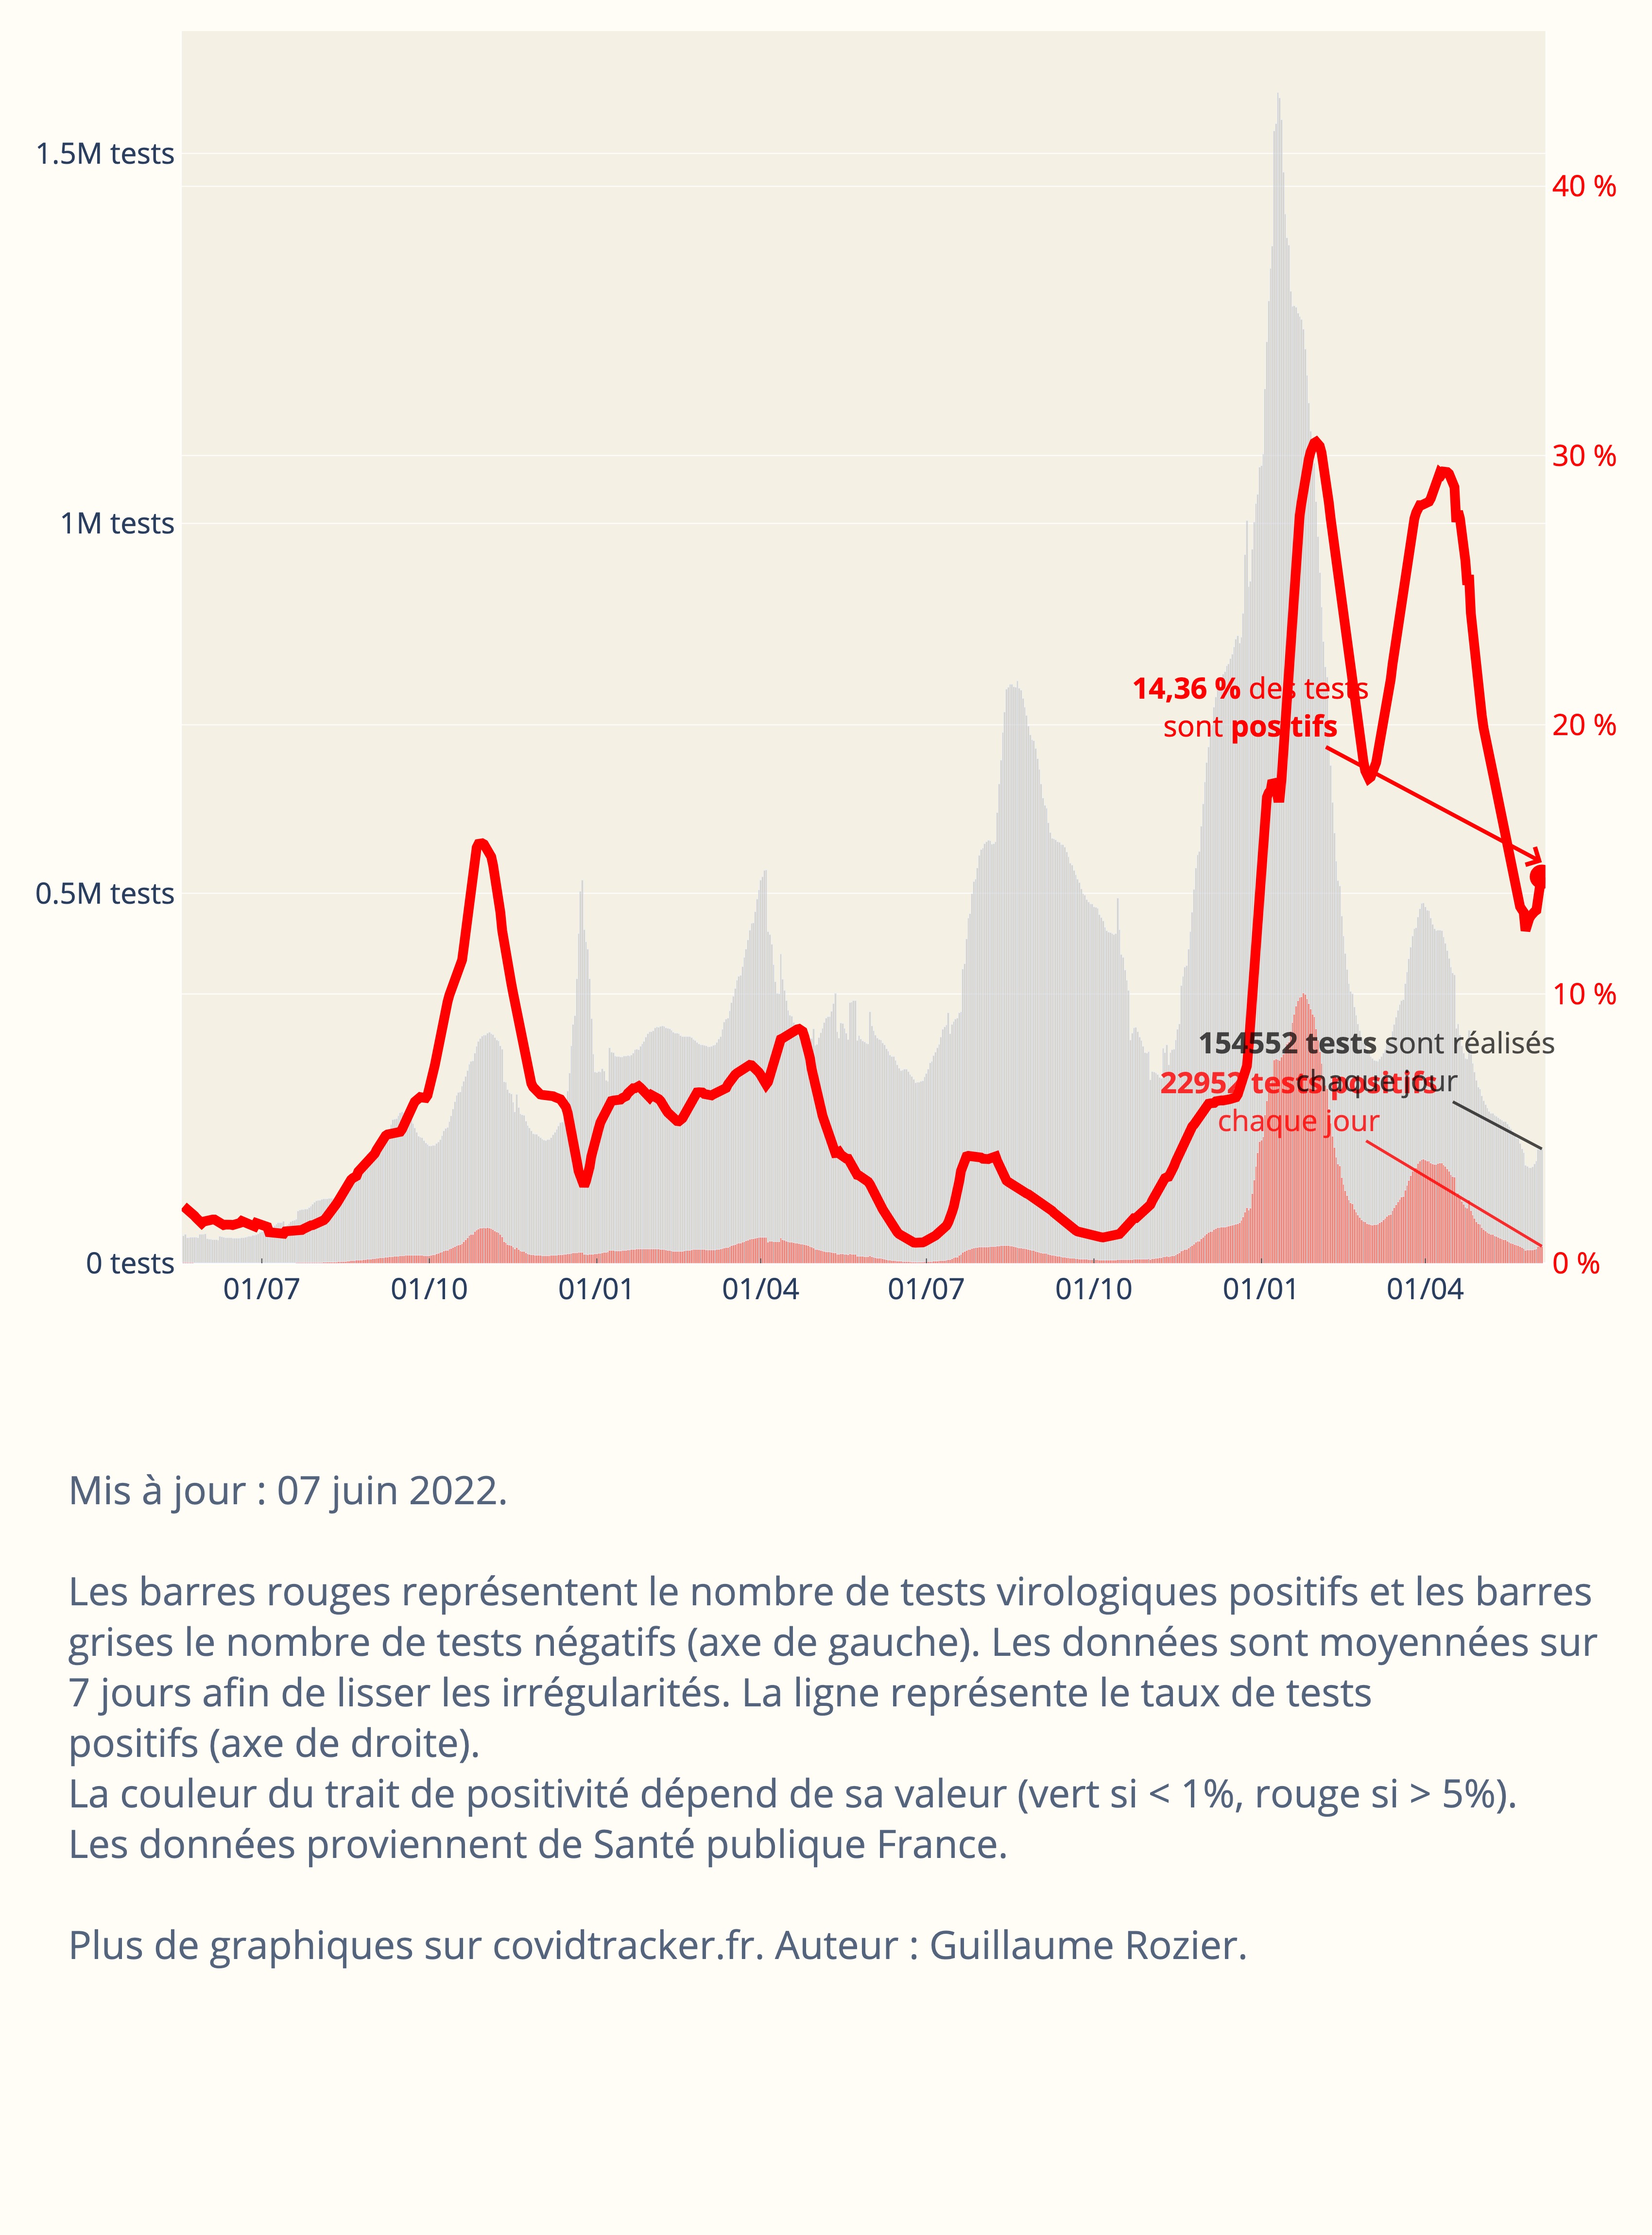 1.5M tests
40 %
30 %
1M tests
14,36 % des tests
sont positifs
20 %
0.5M tests
10 %
154552 tests sont réalisés
chaque jour
22952 tests positifs
chaque jour
0 tests
0 %
01/07
01/10
01/01
01/04
01/07
01/10
01/01
01/04
Mis à jour : 07 juin 2022.
Les barres rouges représentent le nombre de tests virologiques positifs et les barres
grises le nombre de tests négatifs (axe de gauche). Les données sont moyennées sur
7 jours afin de lisser les irrégularités. La ligne représente le taux de tests
positifs (axe de droite).
La couleur du trait de positivité dépend de sa valeur (vert si < 1%, rouge si > 5%).
Les données proviennent de Santé publique France.
Plus de graphiques sur covidtracker.fr. Auteur : Guillaume Rozier.